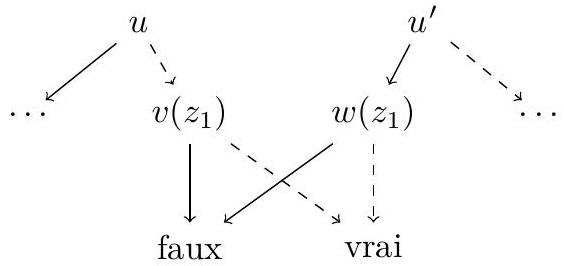 u u′
... v(z₁) w(z₁) ...
faux vrai